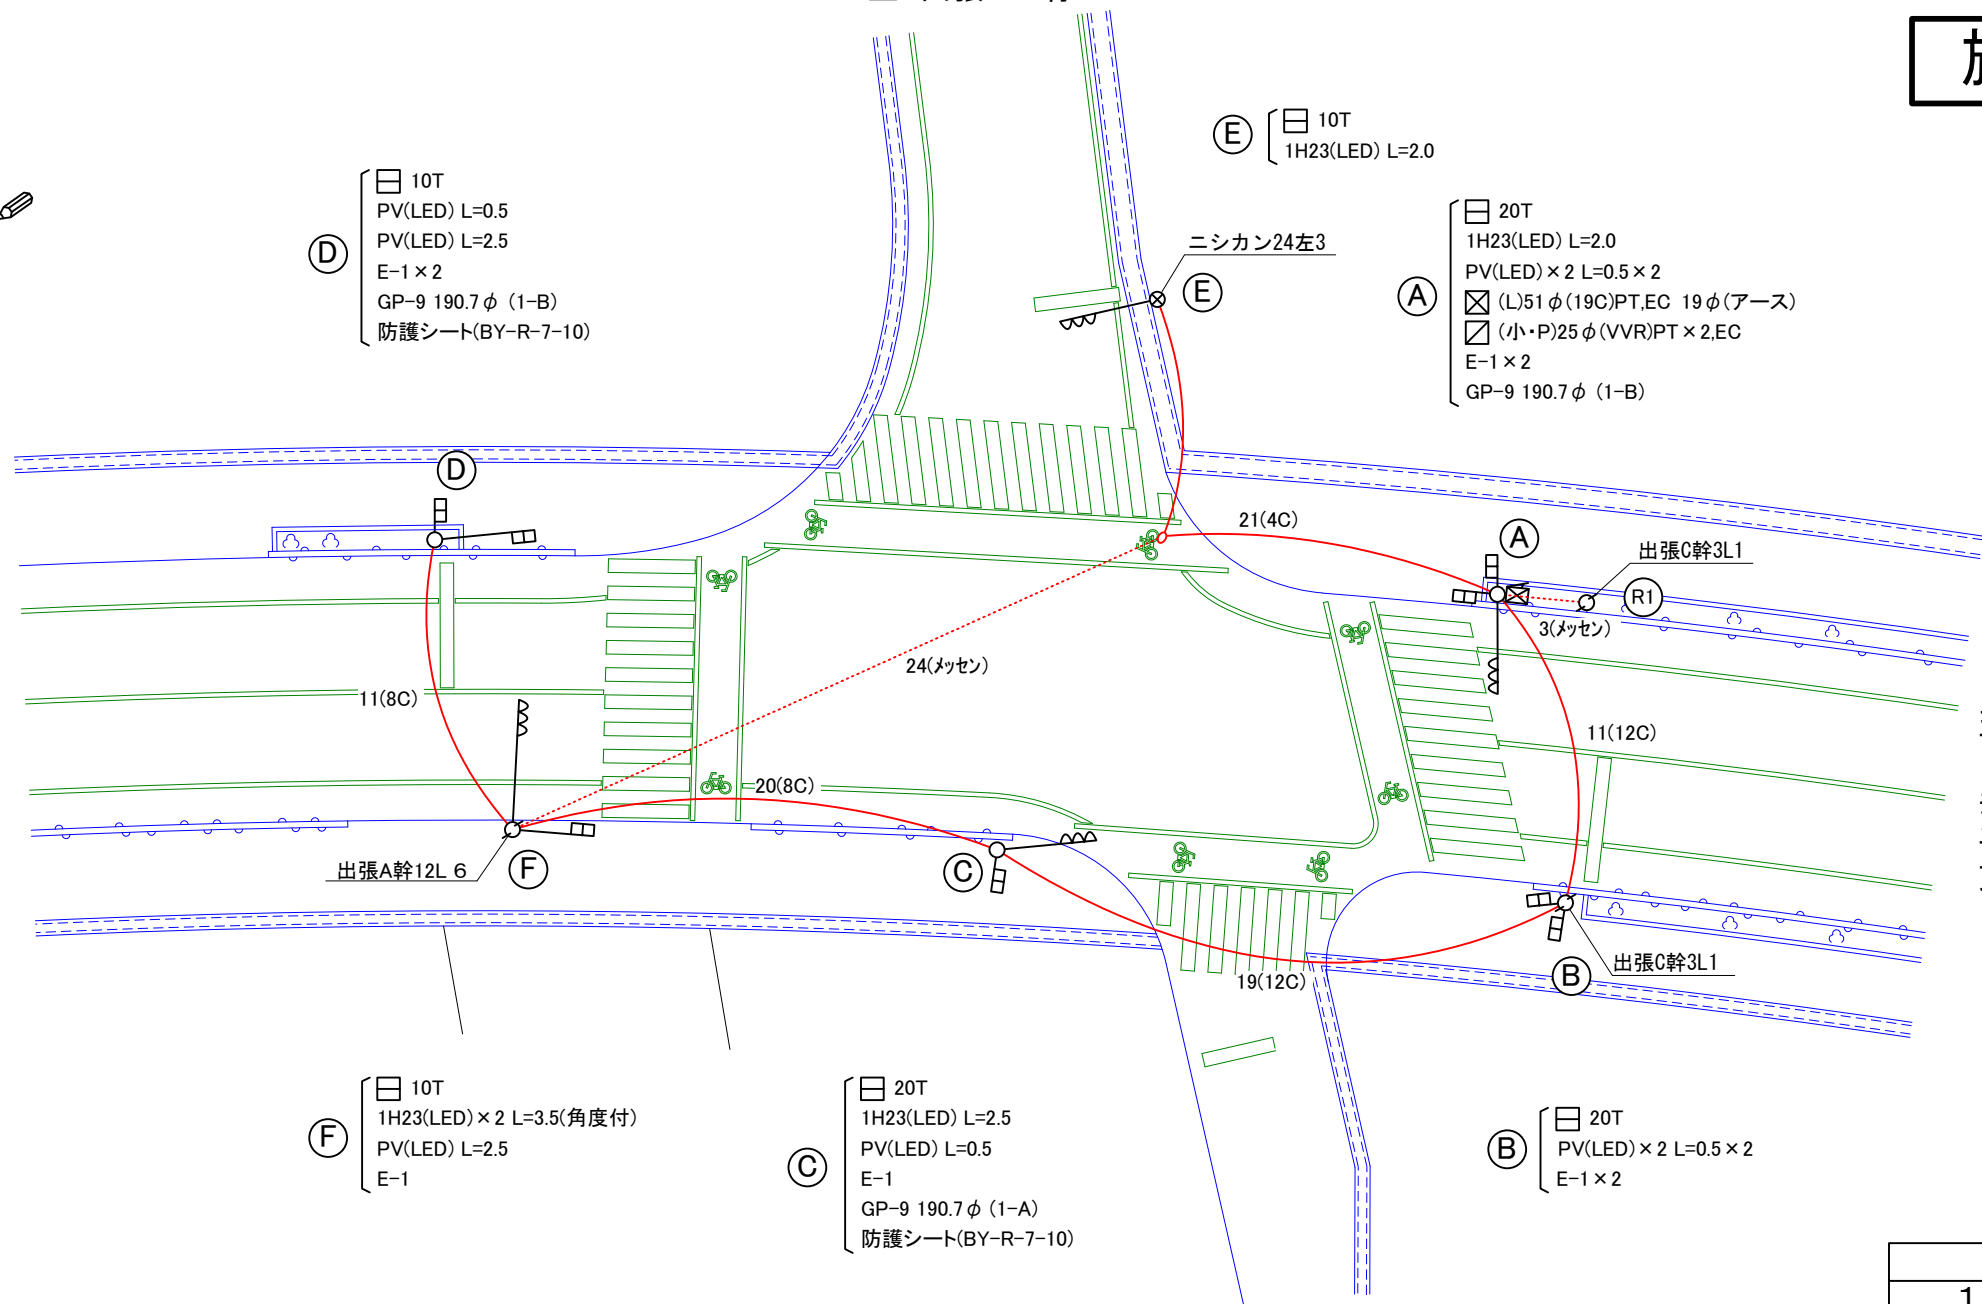 E
10T
1H23(LED) L=2.0
D
10T
PV(LED) L=0.5
PV(LED) L=2.5
E-1×2
GP-9 190.7φ (1-B)
防護シート(BY-R-7-10)
A
20T
1H23(LED) L=2.0
PV(LED)×2 L=0.5×2
(L)51φ(19C)PT,EC 19φ(アース)
(小・P)25φ(VVR)PT×2,EC
E-1×2
GP-9 190.7φ (1-B)
ニシカン24左3
E
D
21(4C)
A
出張C幹3L1
R1
3(メッセン)
24(メッセン)
11(8C)
11(12C)
20(8C)
出張A幹12L 6
F
C
19(12C)
B
出張C幹3L1
F
10T
1H23(LED)×2 L=3.5(角度付)
PV(LED) L=2.5
E-1
C
20T
1H23(LED) L=2.5
PV(LED) L=0.5
E-1
GP-9 190.7φ (1-A)
防護シート(BY-R-7-10)
B
20T
PV(LED)×2 L=0.5×2
E-1×2
1